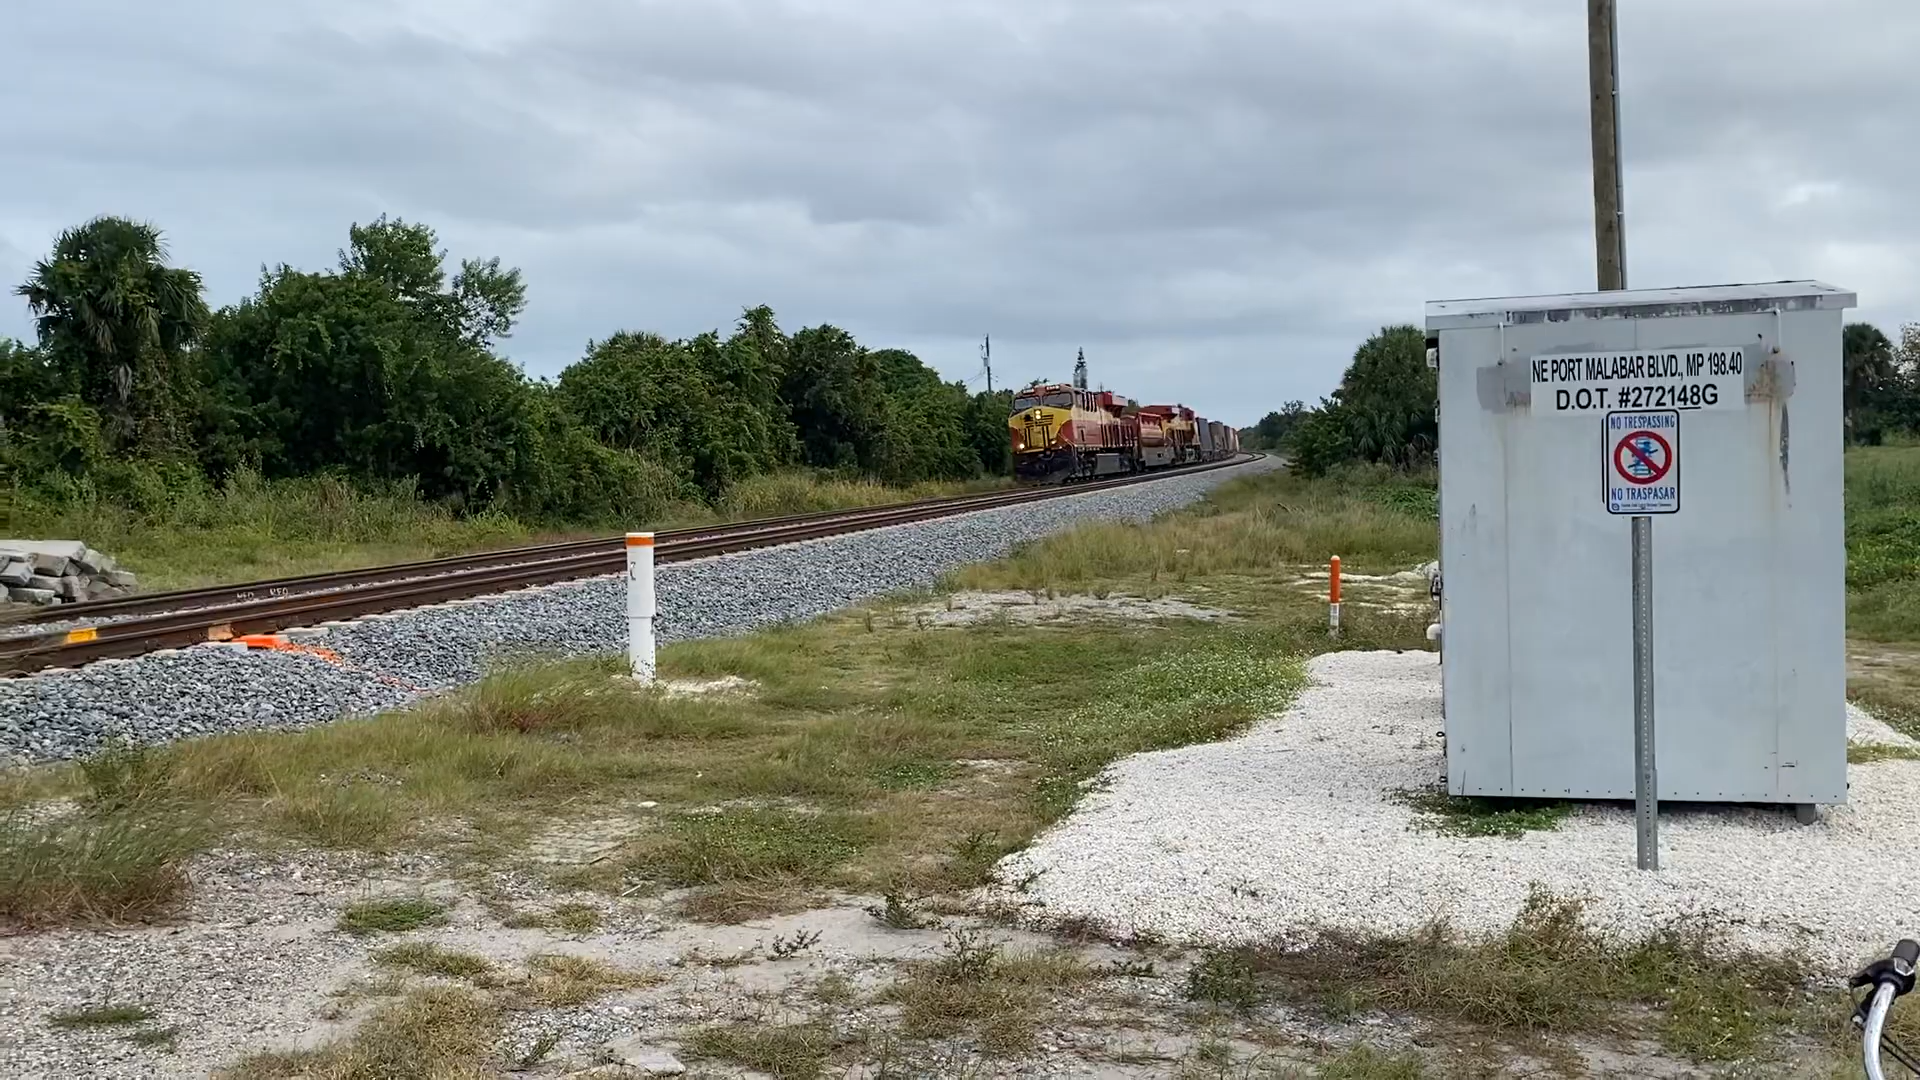 NE PORT MALABAR BLVD., MP 198.40
D.O.T. #272148G
NO TRESPASSING
NO TRASPASAR